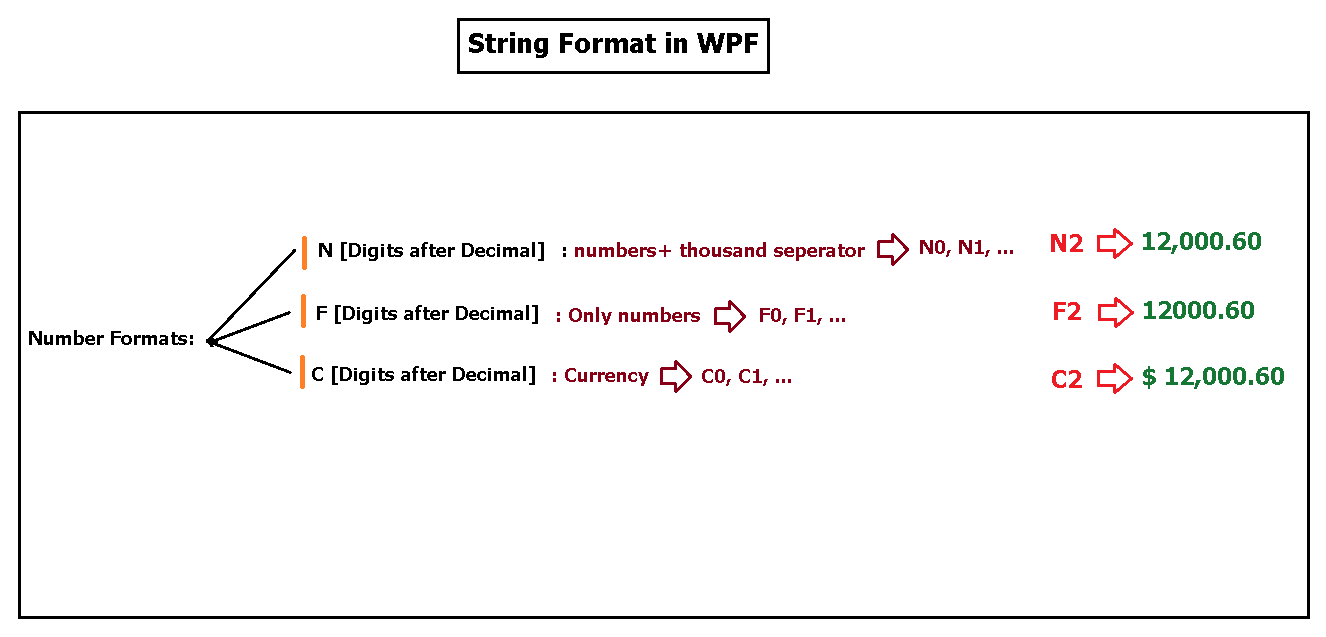 String Format in WPF
N [Digits after Decimal] : numbers+ thousand seperator N0, N1, ... N2 12,000.60
F [Digits after Decimal] : Only numbers F0, F1, ... F2 12000.60
Number Formats:
C [Digits after Decimal] : Currency C0, C1, ... C2 $ 12,000.60